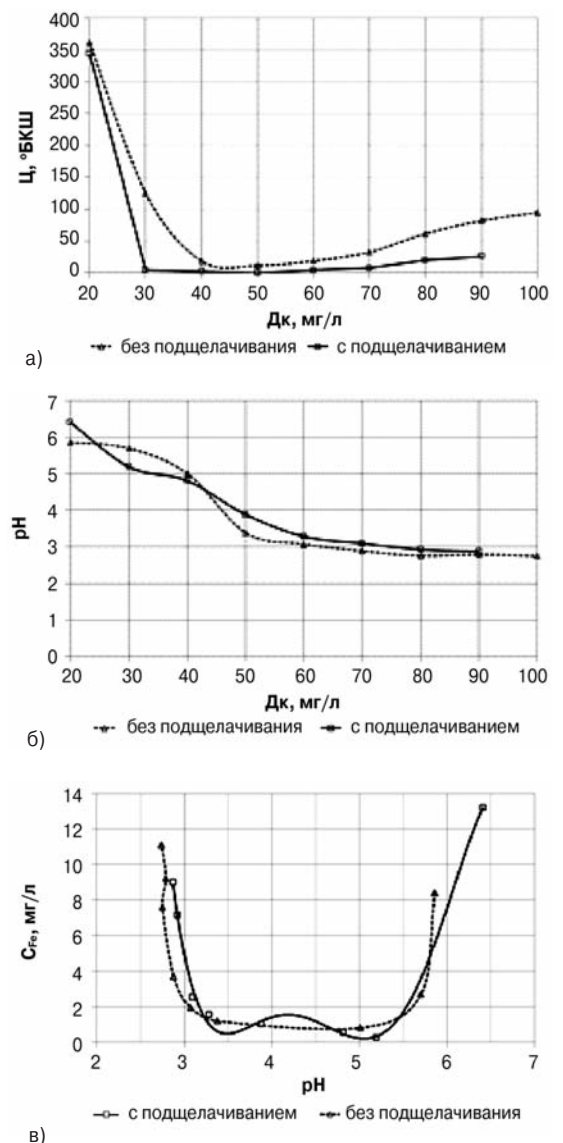 400
350
300
250
200
150
100
50
0
Ц, °БКШ
20 30 40 50 60 70 80 90 100
Дк, мг/л
без подщелачивания с подщелачиванием
а)
7
6
5
4
3
2
1
0
pH
20 30 40 50 60 70 80 90 100
Дк, мг/л
без подщелачивания с подщелачиванием
б)
14
12
10
8
6
4
2
0
CFe, мг/л
2 3 4 5 6 7
pH
с подщелачиванием без подщелачивания
в)